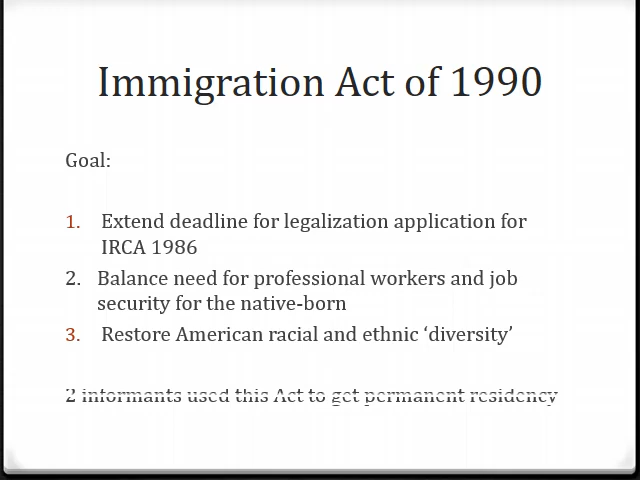 Immigration Act of 1990
Goal:
1. Extend deadline for legalization application for
IRCA 1986
2. Balance need for professional workers and job
security for the native-born
3. Restore American racial and ethnic ‘diversity’
2 informants used this Act to get permanent residency